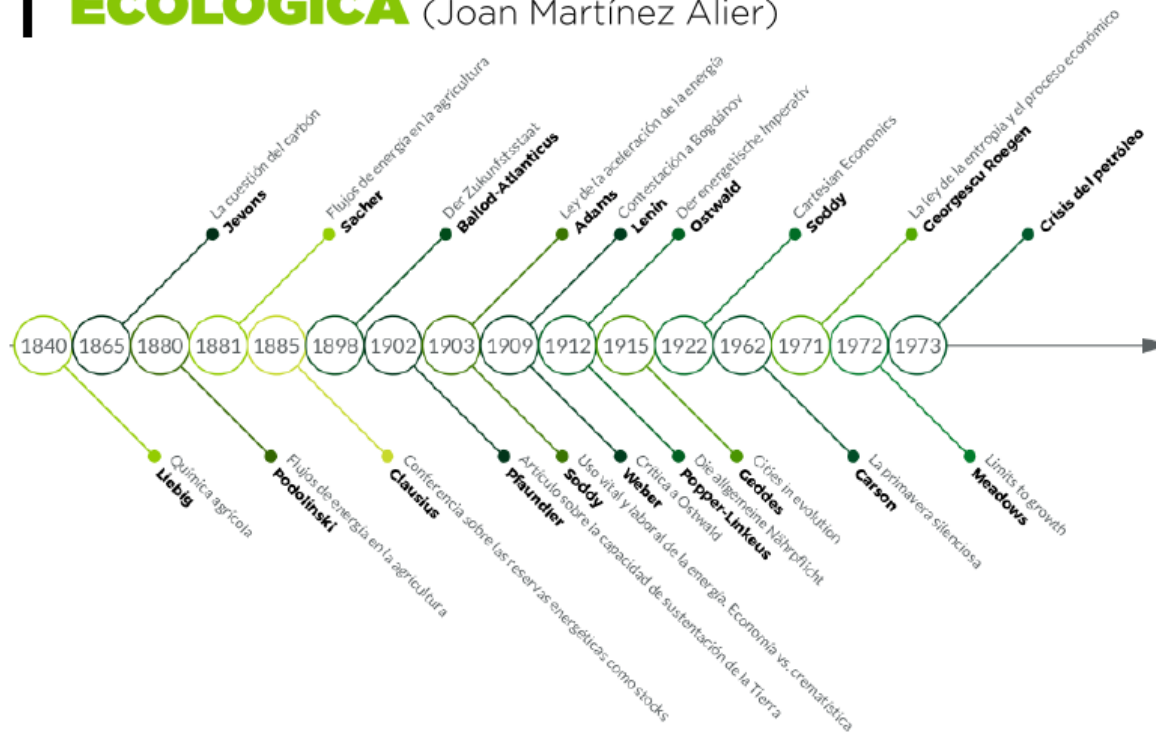 ECOLÓGICA (Joan Martínez Alier)
La cuestión del carbón
Jevons
Flujos de energía en la agricultura
Sacher
Der Zukunfstsstaat
Ballod-Atlanticus
Ley de la aceleración de la energía
Adams
Contestación a Bogdánov
Lenin
Der energetische Imperativ
Ostwald
Cartesian Economics
Soddy
La ley de la entropía y el proceso económico
Georgescu Roegen
Crisis del petróleo
1840 1865 1880 1881 1885 1898 1902 1903 1909 1912 1915 1922 1962 1971 1972 1973
Química agrícola
Liebig
Flujos de energía en la agricultura
Podolinski
Conferencia sobre las reservas energéticas como stocks
Clausius
Artículo sobre la capacidad de sustentación de la Tierra
Pfaundler
Uso vital y laboral de la energía. Economía vs. crematística
Soddy
Crítica a Ostwald
Weber
Die allgemeine Nährpflicht
Popper-Linkeus
Cities in evolution
Geddes
La primavera silenciosa
Carson
Limits to growth
Meadows